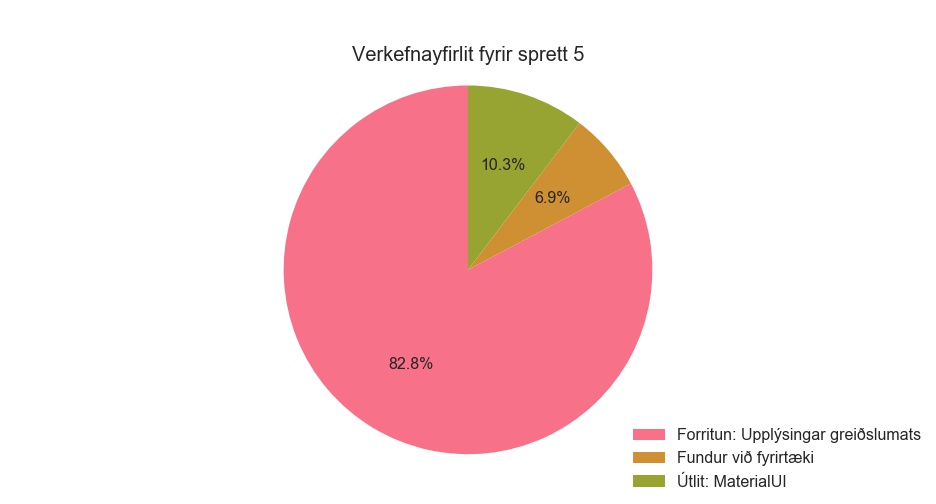 Verkefnayfirlit fyrir sprett 5
10.3%
6.9%
82.8%
Forritun: Upplýsingar greiðslumats
Fundur við fyrirtæki
Útlit: MaterialUI